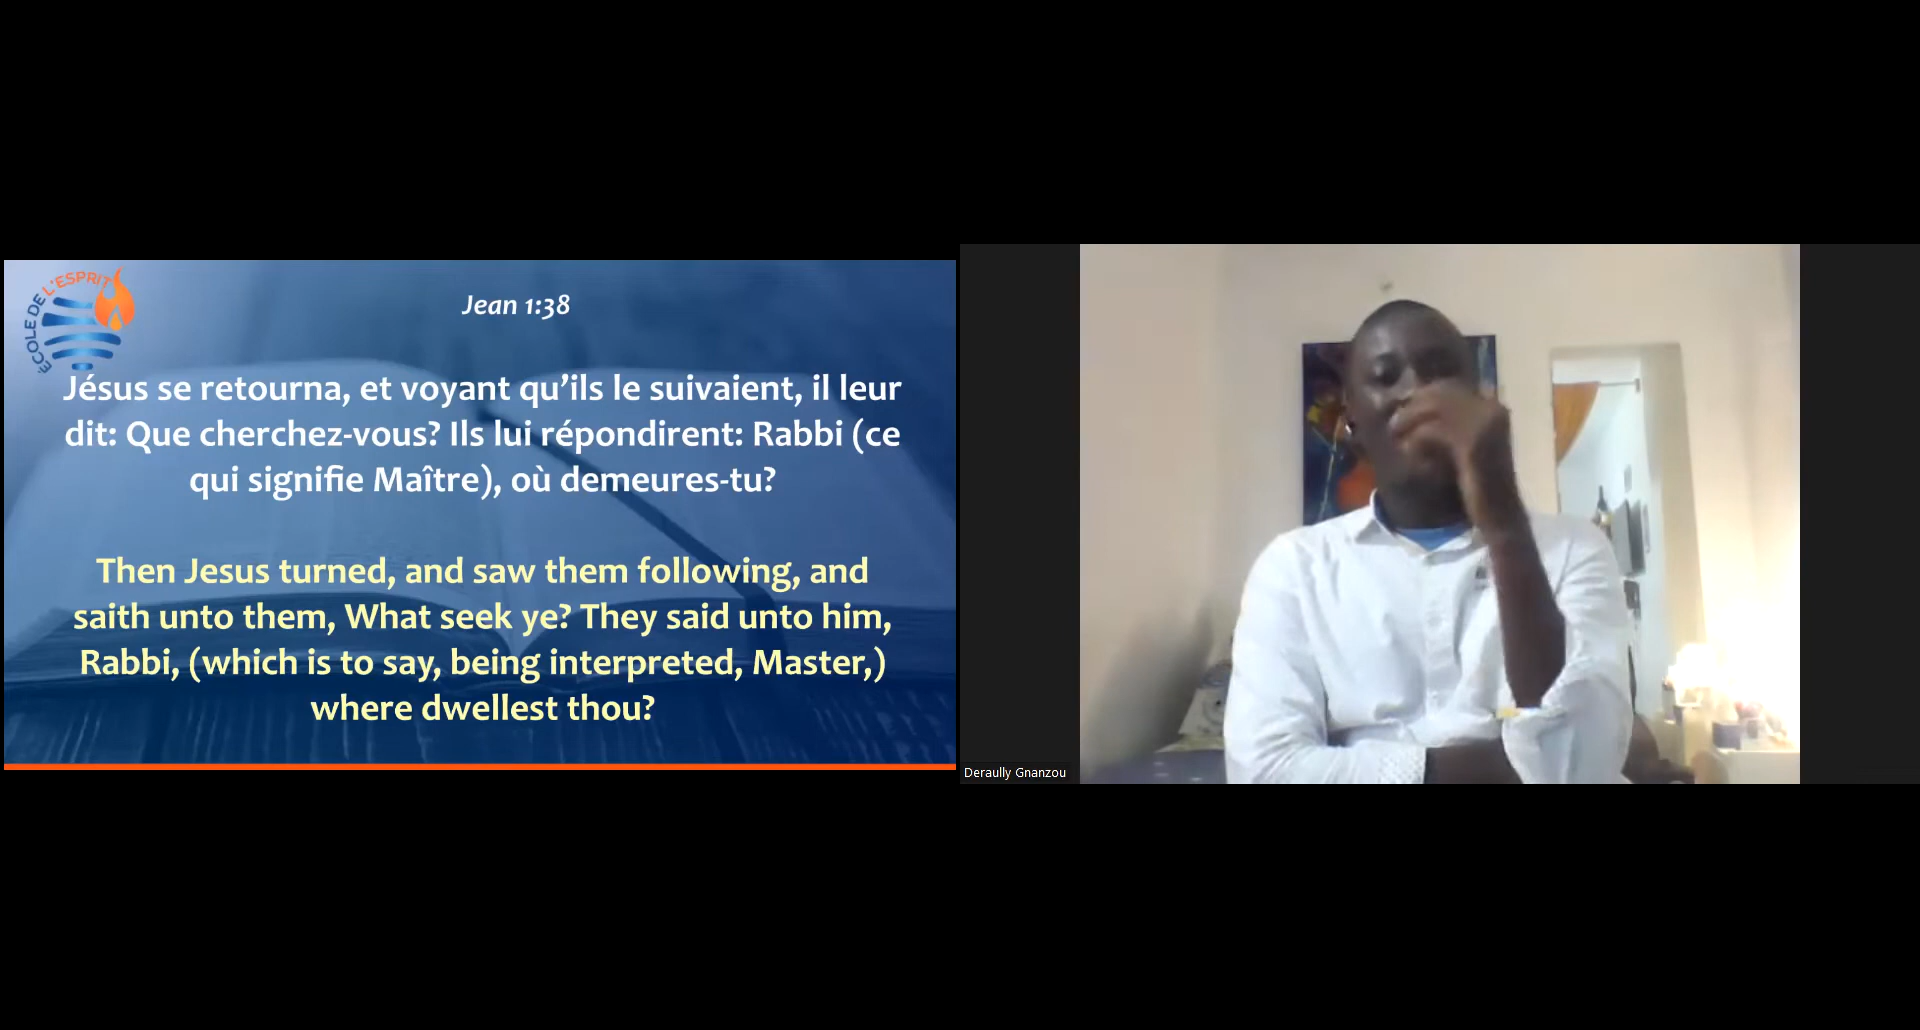 ÉCOLE DE L'ESPRIT
Jean 1:38
Jésus se retourna, et voyant qu’ils le suivaient, il leur
dit: Que cherchez-vous? Ils lui répondirent: Rabbi (ce
qui signifie Maître), où demeures-tu?
Then Jesus turned, and saw them following, and
saith unto them, What seek ye? They said unto him,
Rabbi, (which is to say, being interpreted, Master,)
where dwellest thou?
Deraully Gnanzou